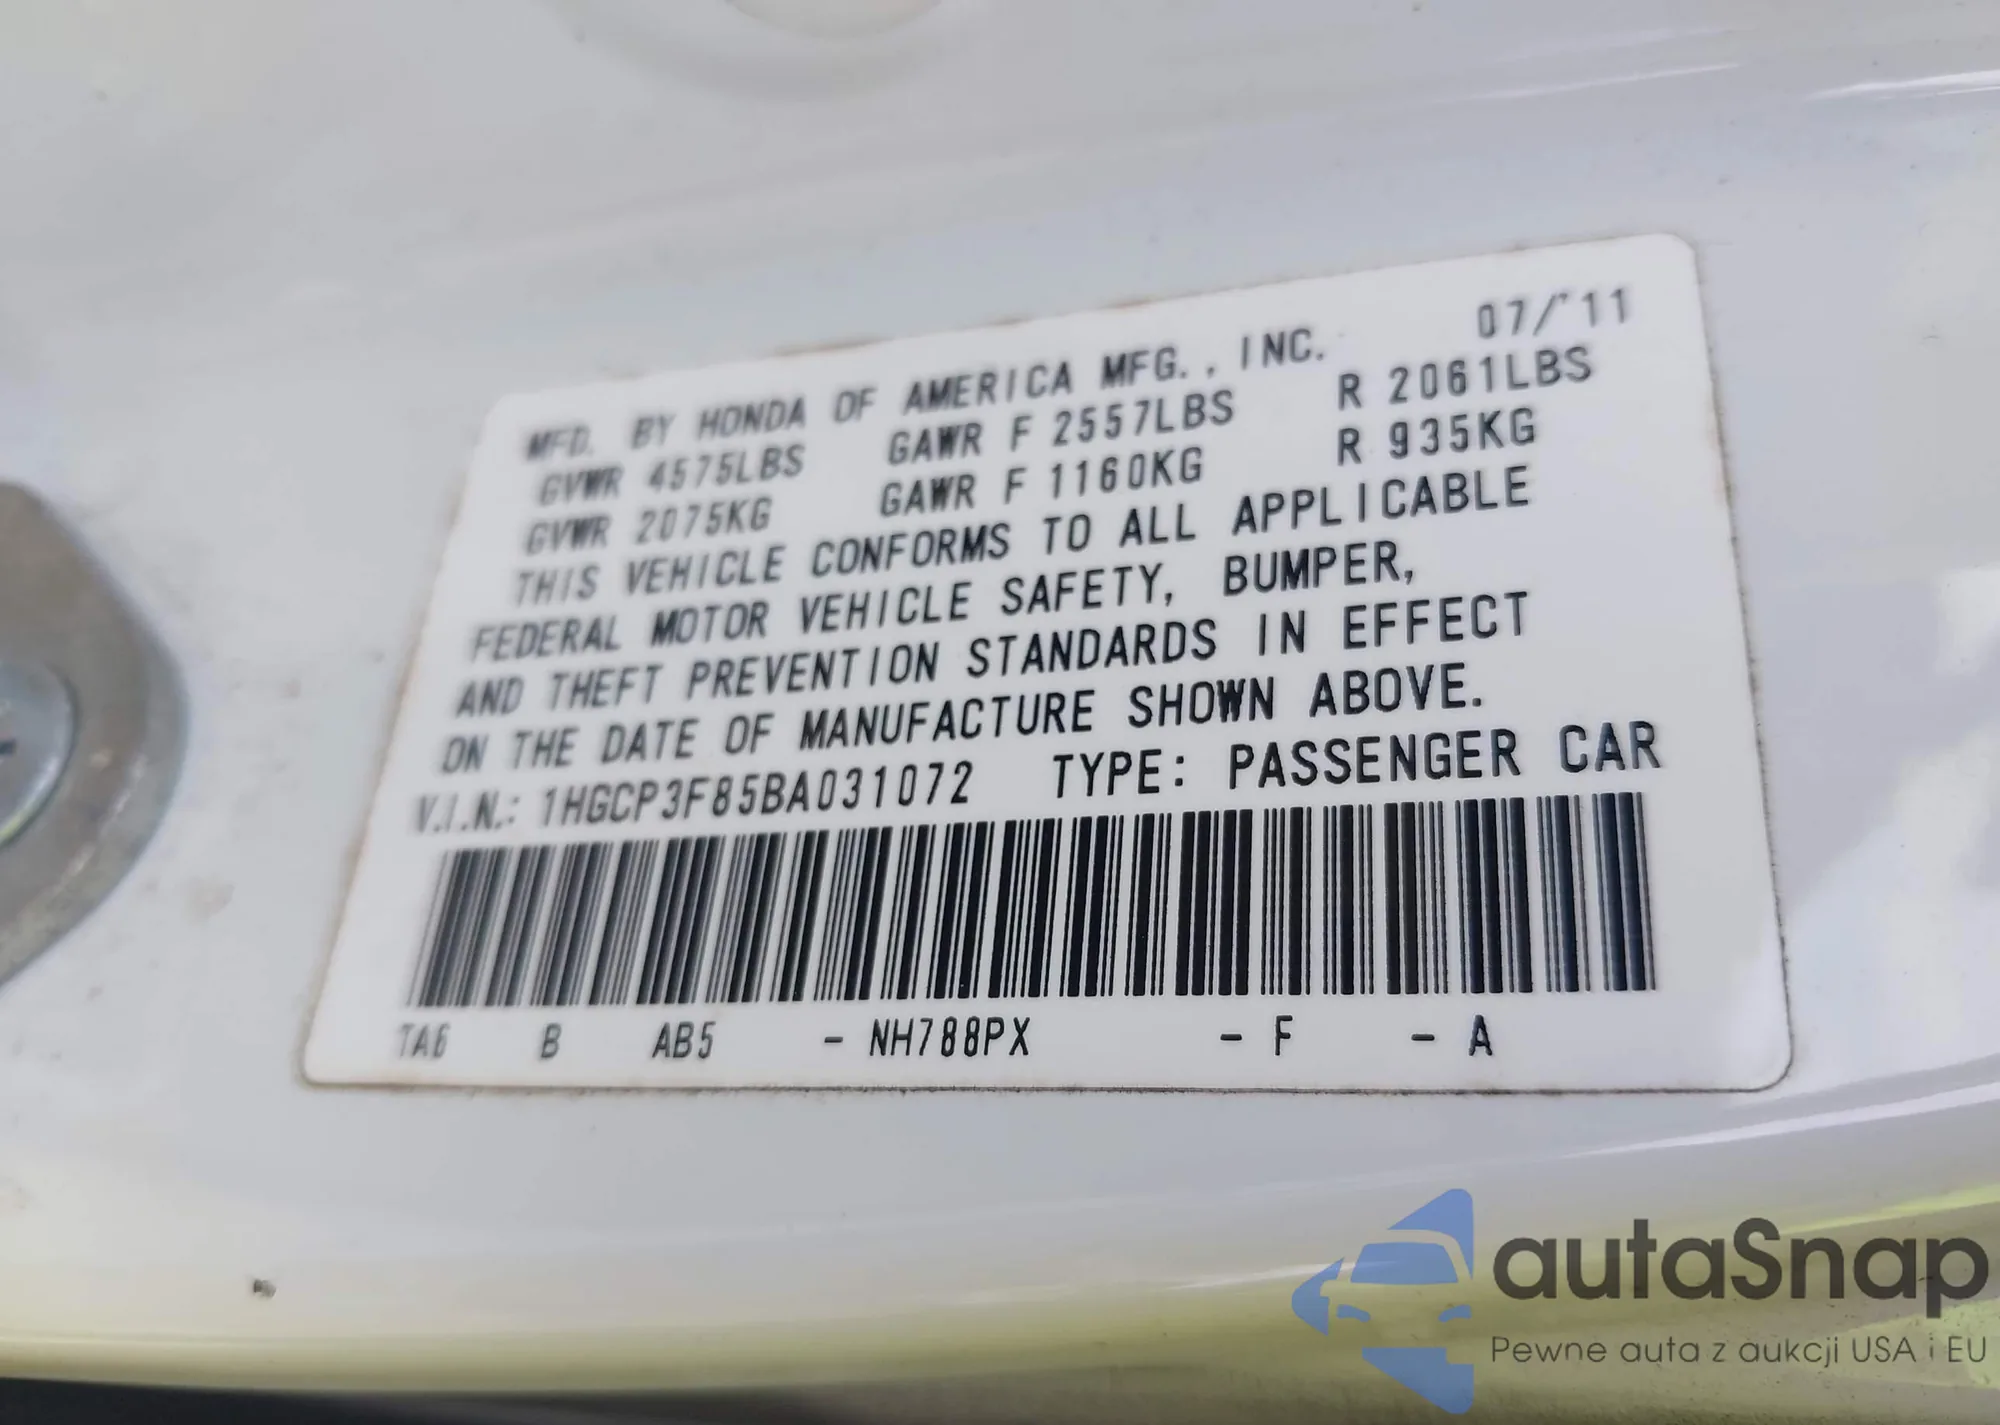 07/'11
MFD. BY HONDA OF AMERICA MFG., INC.
GVWR 4575LBS GAWR F 2557LBS R 2061LBS
GVWR 2075KG GAWR F 1160KG R 935KG
THIS VEHICLE CONFORMS TO ALL APPLICABLE
FEDERAL MOTOR VEHICLE SAFETY, BUMPER,
AND THEFT PREVENTION STANDARDS IN EFFECT
ON THE DATE OF MANUFACTURE SHOWN ABOVE.
V.I.N.: 1HGCP3F85BA031072 TYPE: PASSENGER CAR
TA6 B AB5 - NH788PX - F - A
autaSnap
Pewne auta z aukcji USA i EU